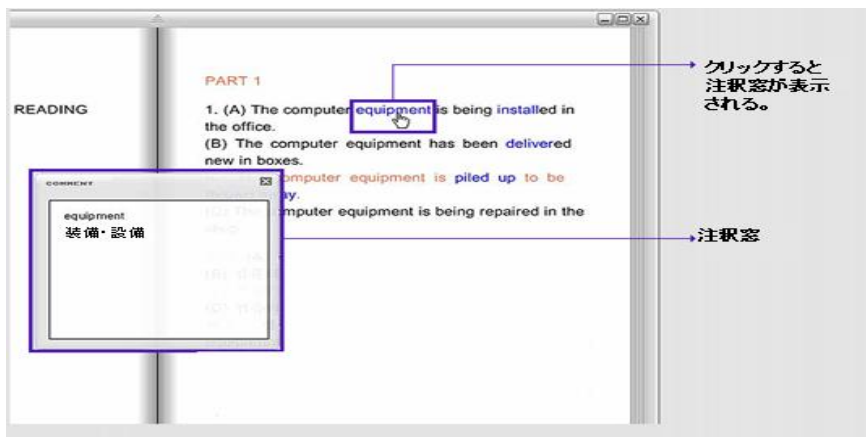 READING
PART 1
1. (A) The computer equipment is being installed in
the office.
(B) The computer equipment has been delivered
new in boxes.
computer equipment is piled up to be
ay.
computer equipment is being repaired in the
COMMENT
equipment
装備・設備
クリックすると
注釈窓が表示
される。
注釈窓